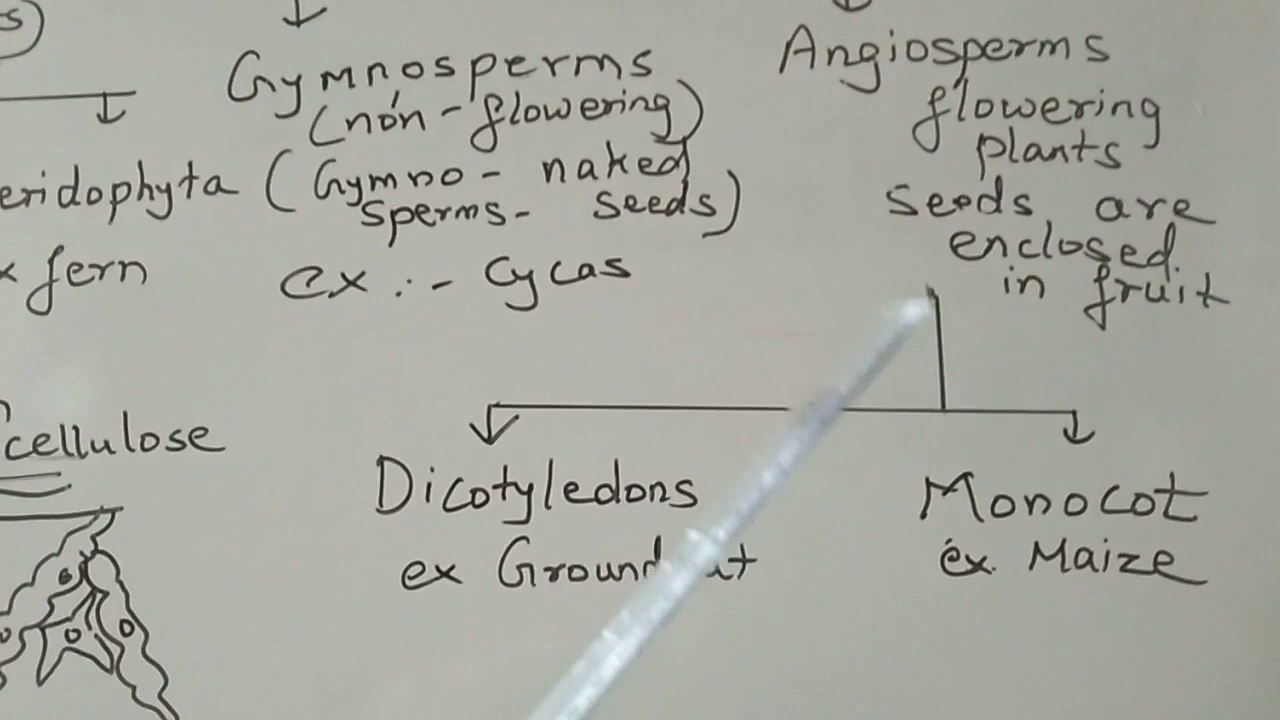 s)
Gymnosperms
(non-flowering)
(Gymno - naked
sperms - seeds)
ex :- Cycas
Angiosperms
flowering
plants
seeds are
enclosed
in fruit
eridophyta
x fern
cellulose
Dicotyledons
ex
Monocot
ex. Maize